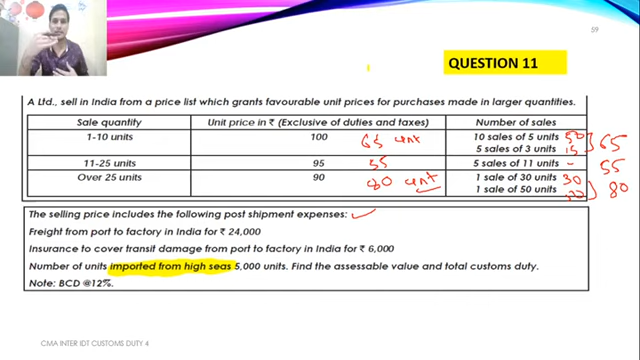 59
QUESTION 11
A Ltd., sell in India from a price list which grants favourable unit prices for purchases made in larger quantities.
Sale quantity Unit price in ₹ (Exclusive of duties and taxes) Number of sales
1-10 units 100 10 sales of 5 units 50
65 unit 5 sales of 3 units 15 65
11-25 units 95 55 5 sales of 11 units - 55
Over 25 units 90 1 sale of 30 units 30
80 unit 1 sale of 50 units 80
The selling price includes the following post shipment expenses:
Freight from port to factory in India for ₹ 24,000
Insurance to cover transit damage from port to factory in India for ₹ 6,000
Number of units imported from high seas 5,000 units. Find the assessable value and total customs duty.
Note: BCD @12%.
CMA INTER IDT CUSTOMS DUTY 4